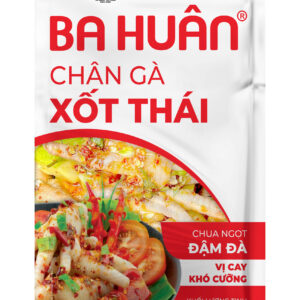 BA HUÂN®
CHÂN GÀ
XỐT THÁI
CHUA NGỌT
ĐẬM ĐÀ
VỊ CAY
KHÓ CƯỠNG